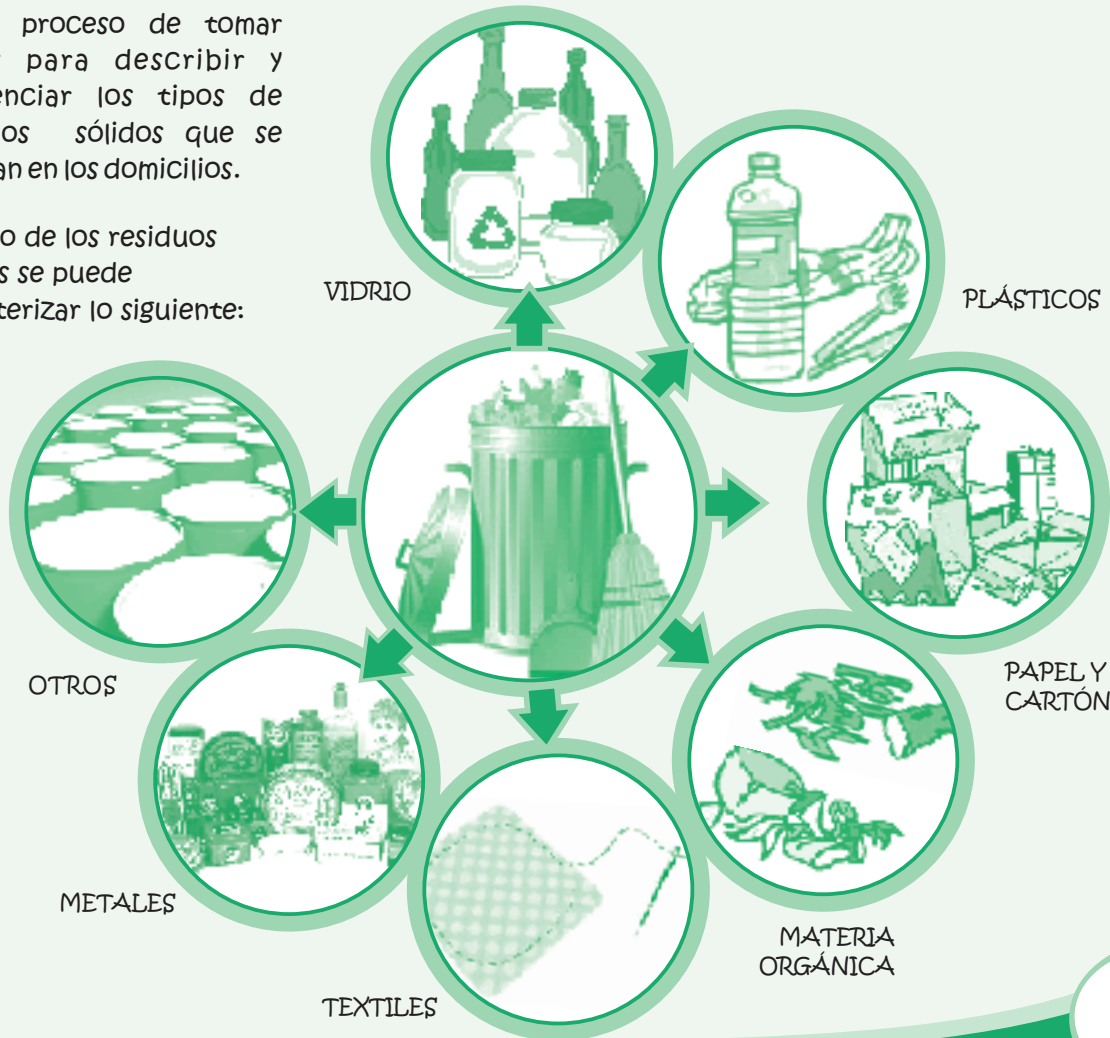 proceso de tomar
para describir y
enciar los tipos de
os sólidos que se
an en los domicilios.
o de los residuos
s se puede
terizar lo siguiente:
VIDRIO
PLÁSTICOS
PAPEL Y
CARTÓN
OTROS
METALES
MATERIA
ORGÁNICA
TEXTILES